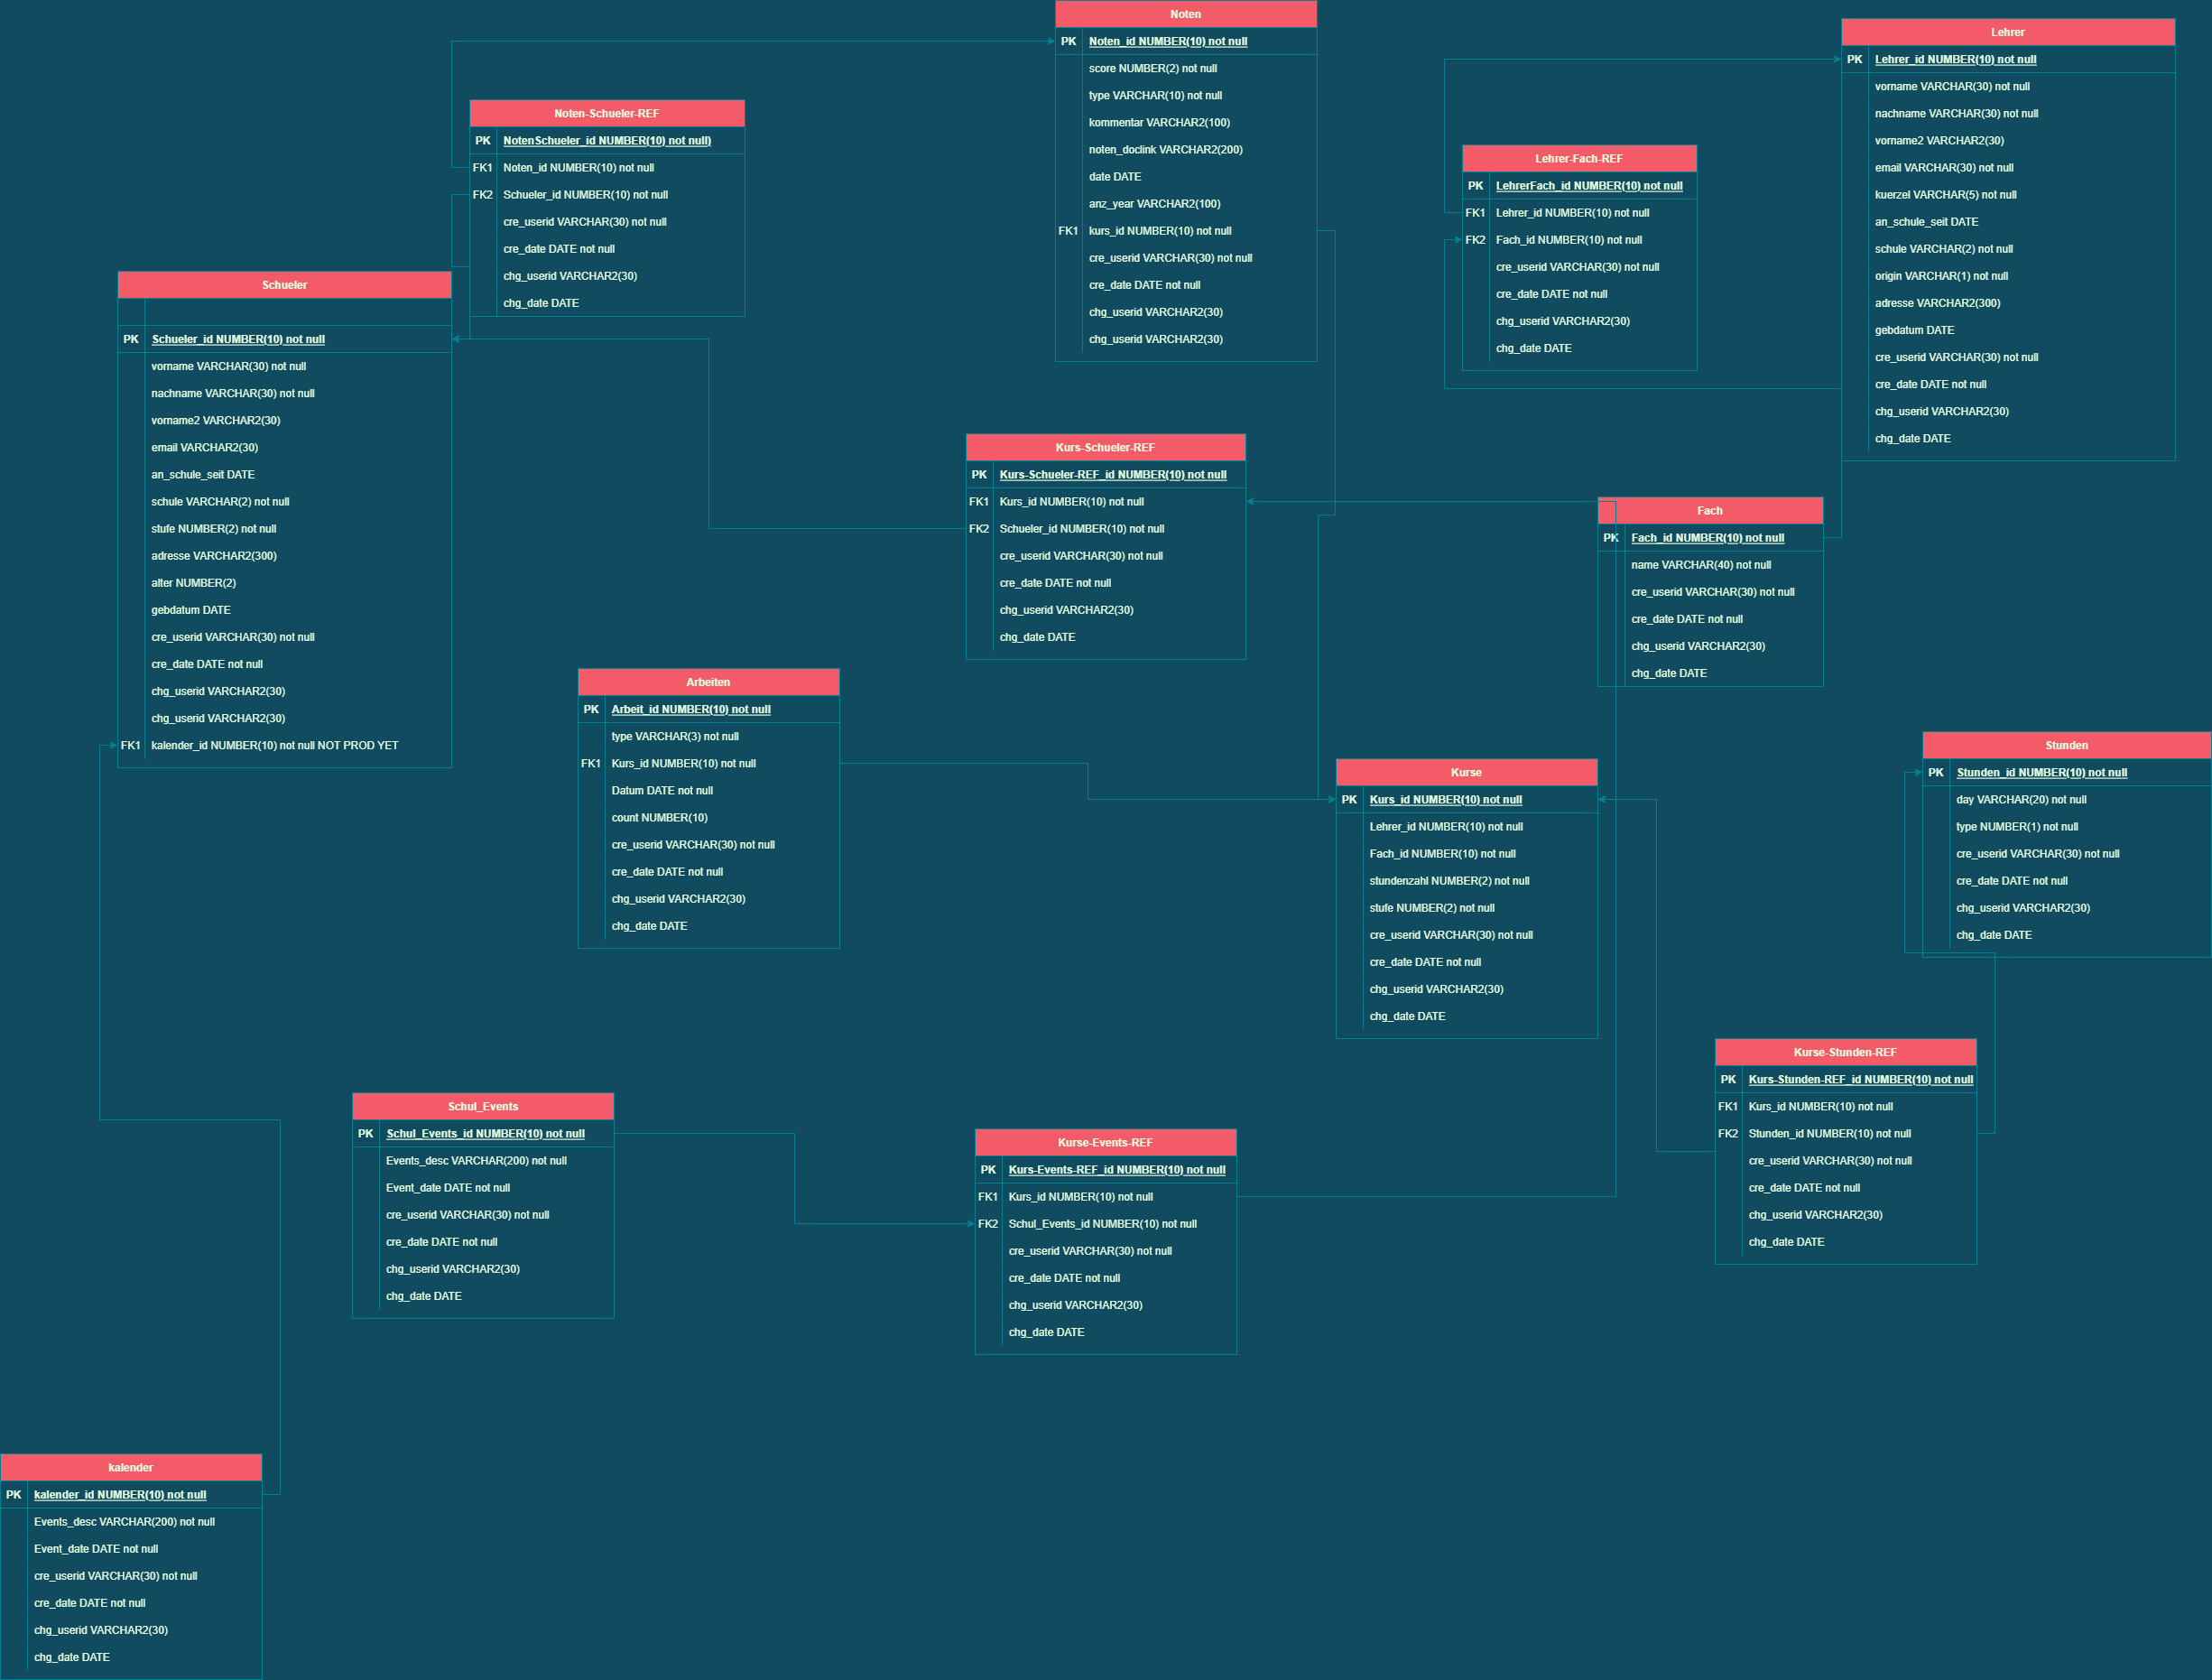 Noten
PK Noten_id NUMBER(10) not null
score NUMBER(2) not null
type VARCHAR(10) not null
kommentar VARCHAR2(100)
noten_doclink VARCHAR2(200)
date DATE
anz_year VARCHAR2(100)
FK1 kurs_id NUMBER(10) not null
cre_userid VARCHAR(30) not null
cre_date DATE not null
chg_userid VARCHAR2(30)
chg_userid VARCHAR2(30)
Lehrer
PK Lehrer_id NUMBER(10) not null
vorname VARCHAR(30) not null
nachname VARCHAR(30) not null
vorname2 VARCHAR2(30)
email VARCHAR(30) not null
kuerzel VARCHAR(5) not null
an_schule_seit DATE
schule VARCHAR(2) not null
origin VARCHAR(1) not null
adresse VARCHAR2(300)
gebdatum DATE
cre_userid VARCHAR(30) not null
cre_date DATE not null
chg_userid VARCHAR2(30)
chg_date DATE
Noten-Schueler-REF
PK NotenSchueler_id NUMBER(10) not null)
FK1 Noten_id NUMBER(10) not null
FK2 Schueler_id NUMBER(10) not null
cre_userid VARCHAR(30) not null
cre_date DATE not null
chg_userid VARCHAR2(30)
chg_date DATE
Lehrer-Fach-REF
PK LehrerFach_id NUMBER(10) not null
FK1 Lehrer_id NUMBER(10) not null
FK2 Fach_id NUMBER(10) not null
cre_userid VARCHAR(30) not null
cre_date DATE not null
chg_userid VARCHAR2(30)
chg_date DATE
Schueler
PK Schueler_id NUMBER(10) not null
vorname VARCHAR(30) not null
nachname VARCHAR(30) not null
vorname2 VARCHAR2(30)
email VARCHAR2(30)
an_schule_seit DATE
schule VARCHAR(2) not null
stufe NUMBER(2) not null
adresse VARCHAR2(300)
alter NUMBER(2)
gebdatum DATE
cre_userid VARCHAR(30) not null
cre_date DATE not null
chg_userid VARCHAR2(30)
chg_userid VARCHAR2(30)
FK1 kalender_id NUMBER(10) not null NOT PROD YET
Kurs-Schueler-REF
PK Kurs-Schueler-REF_id NUMBER(10) not null
FK1 Kurs_id NUMBER(10) not null
FK2 Schueler_id NUMBER(10) not null
cre_userid VARCHAR(30) not null
cre_date DATE not null
chg_userid VARCHAR2(30)
chg_date DATE
Fach
PK Fach_id NUMBER(10) not null
name VARCHAR(40) not null
cre_userid VARCHAR(30) not null
cre_date DATE not null
chg_userid VARCHAR2(30)
chg_date DATE
Arbeiten
PK Arbeit_id NUMBER(10) not null
type VARCHAR(3) not null
FK1 Kurs_id NUMBER(10) not null
Datum DATE not null
count NUMBER(10)
cre_userid VARCHAR(30) not null
cre_date DATE not null
chg_userid VARCHAR2(30)
chg_date DATE
Kurse
PK Kurs_id NUMBER(10) not null
Lehrer_id NUMBER(10) not null
Fach_id NUMBER(10) not null
stundenzahl NUMBER(2) not null
stufe NUMBER(2) not null
cre_userid VARCHAR(30) not null
cre_date DATE not null
chg_userid VARCHAR2(30)
chg_date DATE
Stunden
PK Stunden_id NUMBER(10) not null
day VARCHAR(20) not null
type NUMBER(1) not null
cre_userid VARCHAR(30) not null
cre_date DATE not null
chg_userid VARCHAR2(30)
chg_date DATE
Kurse-Stunden-REF
PK Kurs-Stunden-REF_id NUMBER(10) not null
FK1 Kurs_id NUMBER(10) not null
FK2 Stunden_id NUMBER(10) not null
cre_userid VARCHAR(30) not null
cre_date DATE not null
chg_userid VARCHAR2(30)
chg_date DATE
Schul_Events
PK Schul_Events_id NUMBER(10) not null
Events_desc VARCHAR(200) not null
Event_date DATE not null
cre_userid VARCHAR(30) not null
cre_date DATE not null
chg_userid VARCHAR2(30)
chg_date DATE
Kurse-Events-REF
PK Kurs-Events-REF_id NUMBER(10) not null
FK1 Kurs_id NUMBER(10) not null
FK2 Schul_Events_id NUMBER(10) not null
cre_userid VARCHAR(30) not null
cre_date DATE not null
chg_userid VARCHAR2(30)
chg_date DATE
kalender
PK kalender_id NUMBER(10) not null
Events_desc VARCHAR(200) not null
Event_date DATE not null
cre_userid VARCHAR(30) not null
cre_date DATE not null
chg_userid VARCHAR2(30)
chg_date DATE